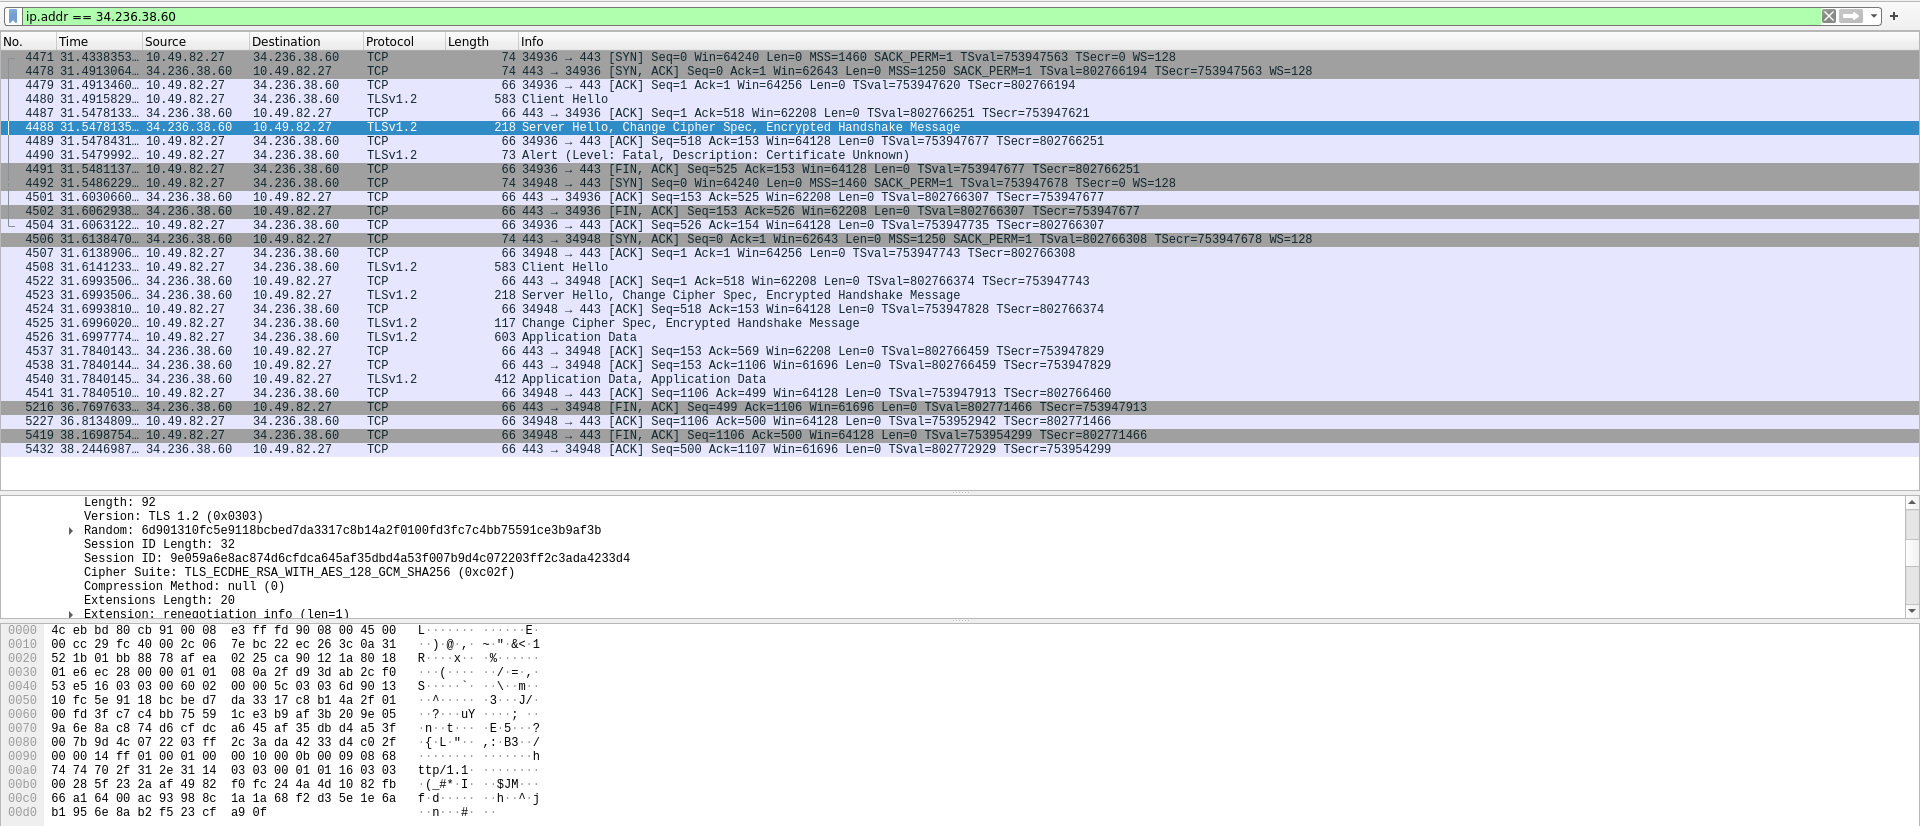 ip.addr == 34.236.38.60
No. Time Source Destination Protocol Length Info
4471 31.4338353… 10.49.82.27 34.236.38.60 TCP 74 34936 → 443 [SYN] Seq=0 Win=64240 Len=0 MSS=1460 SACK_PERM=1 TSval=753947563 TSecr=0 WS=128
4478 31.4913064… 34.236.38.60 10.49.82.27 TCP 74 443 → 34936 [SYN, ACK] Seq=0 Ack=1 Win=62643 Len=0 MSS=1250 SACK_PERM=1 TSval=802766194 TSecr=753947563 WS=128
4479 31.4913460… 10.49.82.27 34.236.38.60 TCP 66 34936 → 443 [ACK] Seq=1 Ack=1 Win=64256 Len=0 TSval=753947620 TSecr=802766194
4480 31.4915829… 10.49.82.27 34.236.38.60 TLSv1.2 583 Client Hello
4487 31.5478133… 34.236.38.60 10.49.82.27 TCP 66 443 → 34936 [ACK] Seq=1 Ack=518 Win=62208 Len=0 TSval=802766251 TSecr=753947621
4488 31.5478135… 34.236.38.60 10.49.82.27 TLSv1.2 218 Server Hello, Change Cipher Spec, Encrypted Handshake Message
4489 31.5478431… 10.49.82.27 34.236.38.60 TCP 66 34936 → 443 [ACK] Seq=518 Ack=153 Win=64128 Len=0 TSval=753947677 TSecr=802766251
4490 31.5479992… 10.49.82.27 34.236.38.60 TLSv1.2 73 Alert (Level: Fatal, Description: Certificate Unknown)
4491 31.5481137… 10.49.82.27 34.236.38.60 TCP 66 34936 → 443 [FIN, ACK] Seq=525 Ack=153 Win=64128 Len=0 TSval=753947677 TSecr=802766251
4492 31.5486229… 10.49.82.27 34.236.38.60 TCP 74 34948 → 443 [SYN] Seq=0 Win=64240 Len=0 MSS=1460 SACK_PERM=1 TSval=753947678 TSecr=0 WS=128
4501 31.6030660… 34.236.38.60 10.49.82.27 TCP 66 443 → 34936 [ACK] Seq=153 Ack=525 Win=62208 Len=0 TSval=802766307 TSecr=753947677
4502 31.6062938… 34.236.38.60 10.49.82.27 TCP 66 443 → 34936 [FIN, ACK] Seq=153 Ack=526 Win=62208 Len=0 TSval=802766307 TSecr=753947677
4504 31.6063122… 10.49.82.27 34.236.38.60 TCP 66 34936 → 443 [ACK] Seq=526 Ack=154 Win=64128 Len=0 TSval=753947735 TSecr=802766307
4506 31.6138470… 34.236.38.60 10.49.82.27 TCP 74 443 → 34948 [SYN, ACK] Seq=0 Ack=1 Win=62643 Len=0 MSS=1250 SACK_PERM=1 TSval=802766308 TSecr=753947678 WS=128
4507 31.6138906… 10.49.82.27 34.236.38.60 TCP 66 34948 → 443 [ACK] Seq=1 Ack=1 Win=64256 Len=0 TSval=753947743 TSecr=802766308
4508 31.6141233… 10.49.82.27 34.236.38.60 TLSv1.2 583 Client Hello
4522 31.6993506… 34.236.38.60 10.49.82.27 TCP 66 443 → 34948 [ACK] Seq=1 Ack=518 Win=62208 Len=0 TSval=802766374 TSecr=753947743
4523 31.6993506… 34.236.38.60 10.49.82.27 TLSv1.2 218 Server Hello, Change Cipher Spec, Encrypted Handshake Message
4524 31.6993810… 10.49.82.27 34.236.38.60 TCP 66 34948 → 443 [ACK] Seq=518 Ack=153 Win=64128 Len=0 TSval=753947828 TSecr=802766374
4525 31.6996020… 10.49.82.27 34.236.38.60 TLSv1.2 117 Change Cipher Spec, Encrypted Handshake Message
4526 31.6997774… 10.49.82.27 34.236.38.60 TLSv1.2 603 Application Data
4537 31.7840143… 34.236.38.60 10.49.82.27 TCP 66 443 → 34948 [ACK] Seq=153 Ack=569 Win=62208 Len=0 TSval=802766459 TSecr=753947829
4538 31.7840144… 34.236.38.60 10.49.82.27 TCP 66 443 → 34948 [ACK] Seq=153 Ack=1106 Win=61696 Len=0 TSval=802766459 TSecr=753947829
4540 31.7840145… 34.236.38.60 10.49.82.27 TLSv1.2 412 Application Data, Application Data
4541 31.7840510… 10.49.82.27 34.236.38.60 TCP 66 34948 → 443 [ACK] Seq=1106 Ack=499 Win=64128 Len=0 TSval=753947913 TSecr=802766460
5216 36.7697633… 34.236.38.60 10.49.82.27 TCP 66 443 → 34948 [FIN, ACK] Seq=499 Ack=1106 Win=61696 Len=0 TSval=802771466 TSecr=753947913
5227 36.8134809… 10.49.82.27 34.236.38.60 TCP 66 34948 → 443 [ACK] Seq=1106 Ack=500 Win=64128 Len=0 TSval=753952942 TSecr=802771466
5419 38.1698754… 10.49.82.27 34.236.38.60 TCP 66 34948 → 443 [FIN, ACK] Seq=1106 Ack=500 Win=64128 Len=0 TSval=753954299 TSecr=802771466
5432 38.2446987… 34.236.38.60 10.49.82.27 TCP 66 443 → 34948 [ACK] Seq=500 Ack=1107 Win=61696 Len=0 TSval=802772929 TSecr=753954299
Length: 92
Version: TLS 1.2 (0x0303)
Random: 6d901310fc5e9118bcbed7da3317c8b14a2f0100fd3fc7c4bb75591ce3b9af3b
Session ID Length: 32
Session ID: 9e059a6e8ac874d6cfdca645af35dbd4a53f007b9d4c072203ff2c3ada4233d4
Cipher Suite: TLS_ECDHE_RSA_WITH_AES_128_GCM_SHA256 (0xc02f)
Compression Method: null (0)
Extensions Length: 20
Extension: renegotiation_info (len=1)
0000 4c eb bd 80 cb 91 00 08 e3 ff fd 90 08 00 45 00 L······· ······E·
0010 00 cc 29 fc 40 00 2c 06 7e bc 22 ec 26 3c 0a 31 ··)·@·,· ~·"·&<·1
0020 52 1b 01 bb 88 78 af ea 02 25 ca 90 12 1a 80 18 R····x·· ·%······
0030 01 e6 ec 28 00 00 01 01 08 0a 2f d9 3d ab 2c f0 ···(···· ··/·=·,·
0040 53 e5 16 03 03 00 60 02 00 00 5c 03 03 6d 90 13 S·····`· ··\··m··
0050 10 fc 5e 91 18 bc be d7 da 33 17 c8 b1 4a 2f 01 ··^····· ·3···J/·
0060 00 fd 3f c7 c4 bb 75 59 1c e3 b9 af 3b 20 9e 05 ··?···uY ····; ··
0070 9a 6e 8a c8 74 d6 cf dc a6 45 af 35 db d4 a5 3f ·n··t··· ·E·5···?
0080 00 7b 9d 4c 07 22 03 ff 2c 3a da 42 33 d4 c0 2f ·{·L·"·· ,:·B3··/
0090 00 00 14 ff 01 00 01 00 00 10 00 0b 00 09 08 68 ········ ·······h
00a0 74 74 70 2f 31 2e 31 14 03 03 00 01 01 16 03 03 ttp/1.1· ········
00b0 00 28 5f 23 2a af 49 82 f0 fc 24 4a 4d 10 82 fb ·(_#*·I· ··$JM···
00c0 66 a1 64 00 ac 93 98 8c 1a 1a 68 f2 d3 5e 1e 6a f·d····· ··h··^·j
00d0 b1 95 6e 8a b2 f5 23 cf a9 0f ··n···#· ··